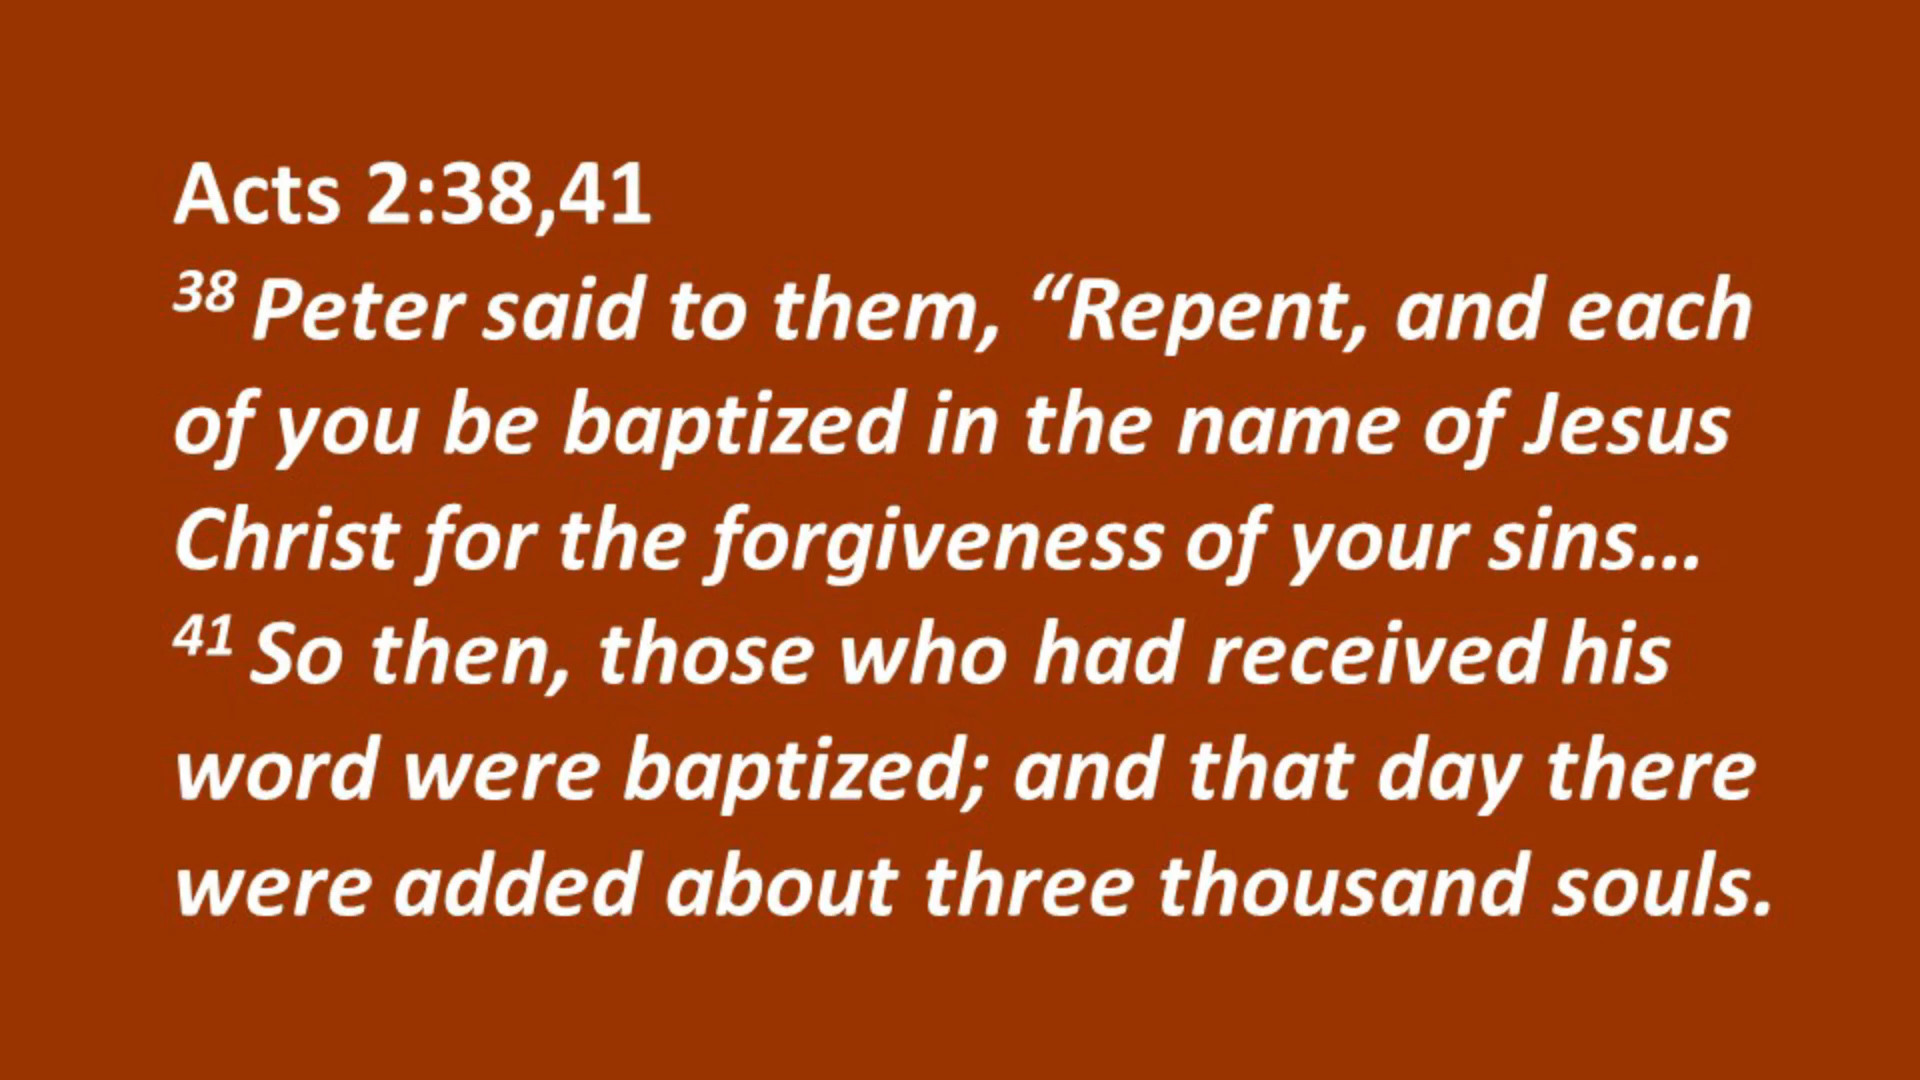 Acts 2:38,41
38 Peter said to them, “Repent, and each
of you be baptized in the name of Jesus
Christ for the forgiveness of your sins…
41 So then, those who had received his
word were baptized; and that day there
were added about three thousand souls.